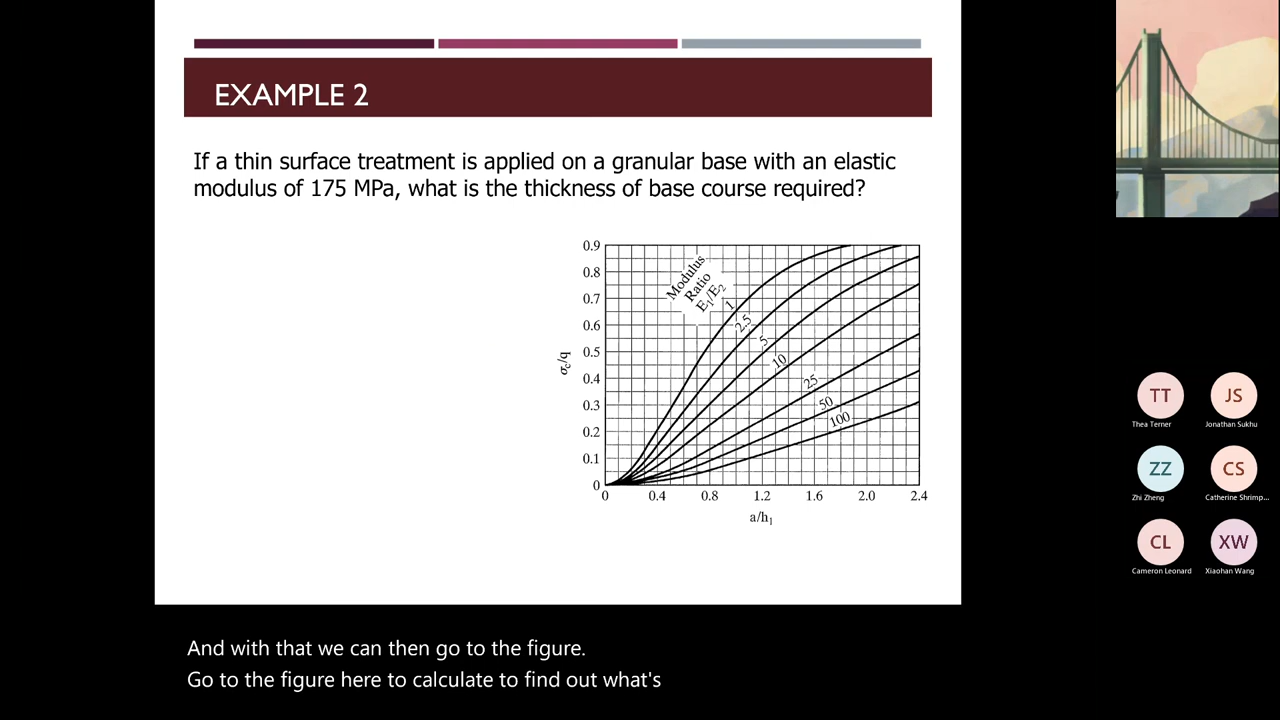 EXAMPLE 2
If a thin surface treatment is applied on a granular base with an elastic
modulus of 175 MPa, what is the thickness of base course required?
0.9
0.8
0.7
0.6
0.5
0.4
0.3
0.2
0.1
0
σc/q
Modulus
Ratio
E1/E2
1
2.5
5
10
25
50
100
0
0.4
0.8
1.2
1.6
2.0
2.4
a/h1
And with that we can then go to the figure.
Go to the figure here to calculate to find out what's
TT
JS
Thea Terner
Jonathan Sukhu
ZZ
CS
Zhi Zheng
Catherine Shrimp...
CL
XW
Cameron Leonard
Xiaohan Wang